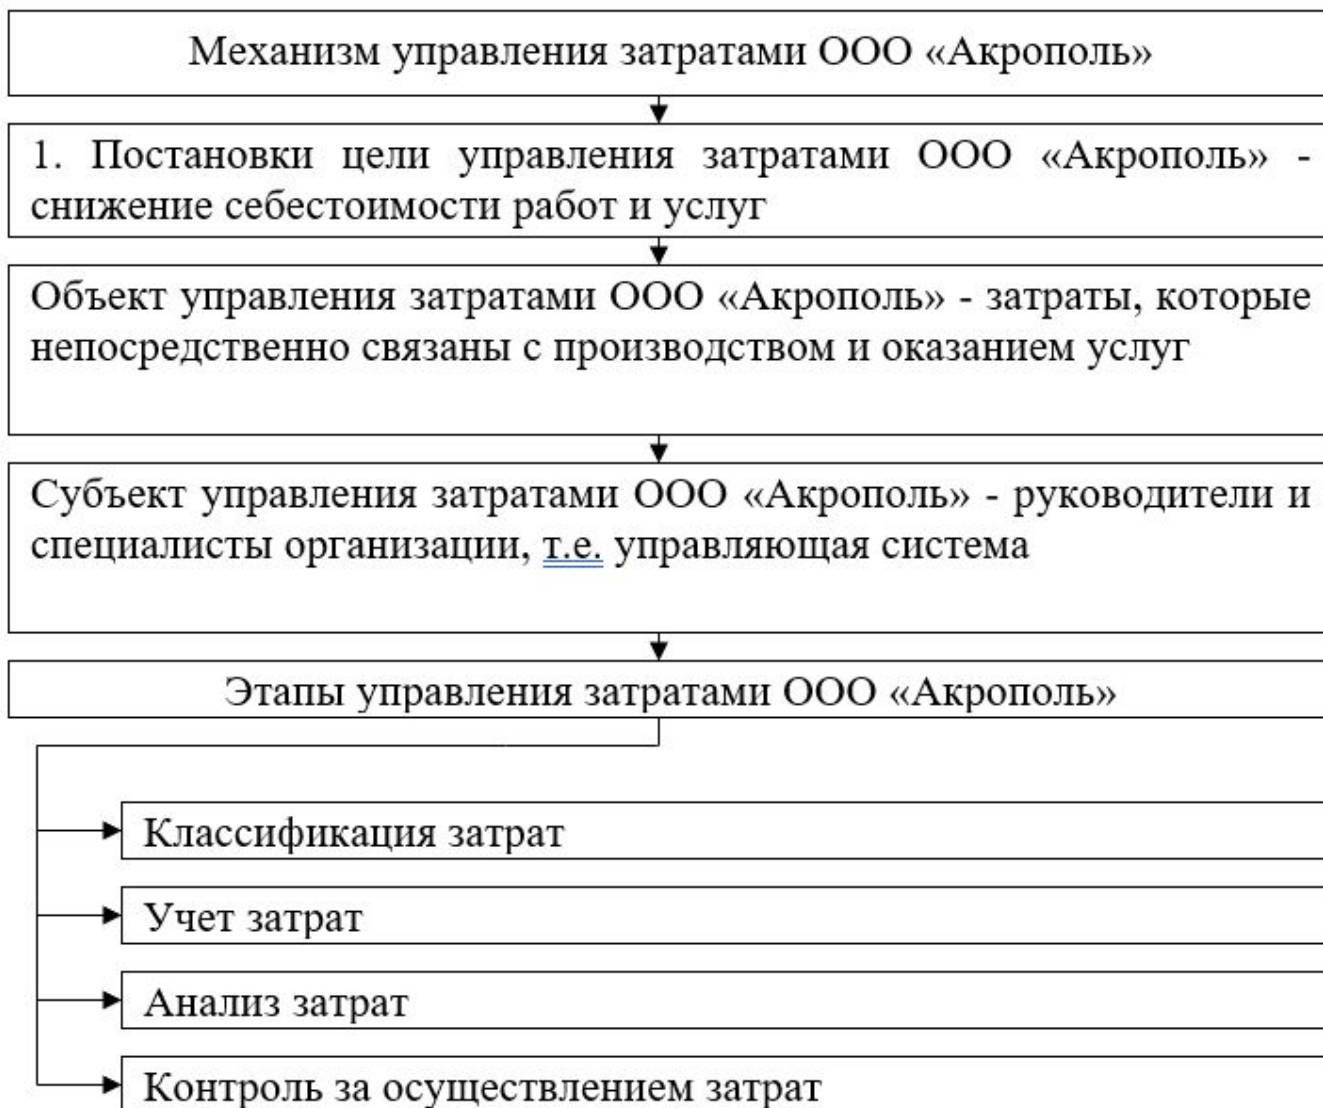 Механизм управления затратами ООО «Акрополь»
1. Постановки цели управления затратами ООО «Акрополь» -
снижение себестоимости работ и услуг
Объект управления затратами ООО «Акрополь» - затраты, которые
непосредственно связаны с производством и оказанием услуг
Субъект управления затратами ООО «Акрополь» - руководители и
специалисты организации, т.е. управляющая система
Этапы управления затратами ООО «Акрополь»
Классификация затрат
Учет затрат
Анализ затрат
Контроль за осуществлением затрат